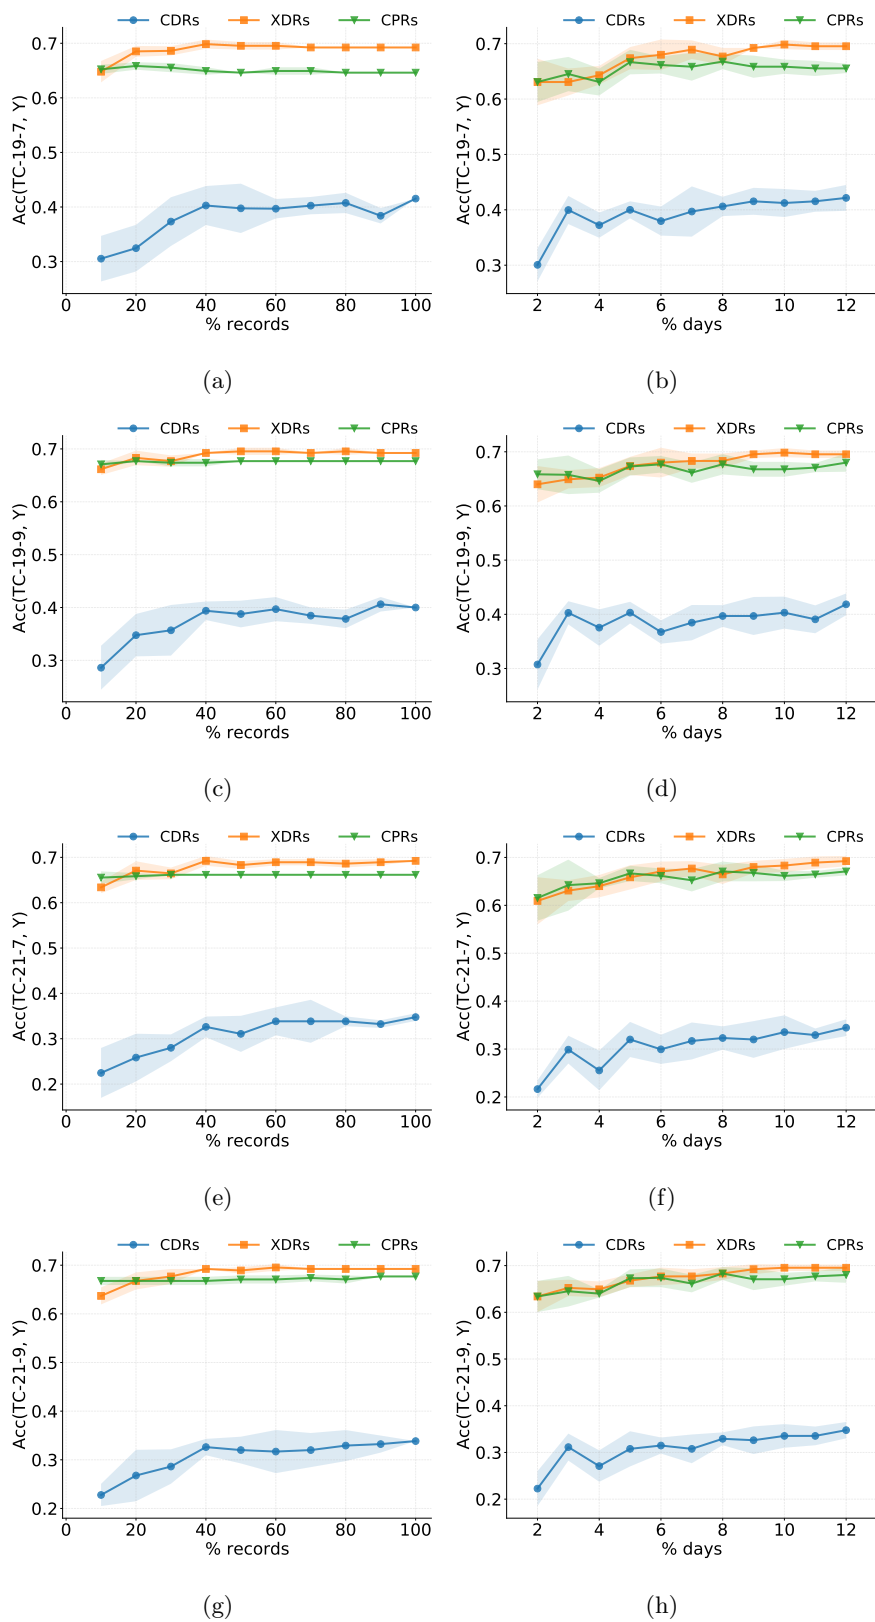 CDRs XDRs CPRs
0.7
0.6
0.5
0.4
0.3
Acc(TC-19-7, Y)
0 20 40 60 80 100
% records
(a)
CDRs XDRs CPRs
0.7
0.6
0.5
0.4
0.3
Acc(TC-19-7, Y)
2 4 6 8 10 12
% days
(b)
CDRs XDRs CPRs
0.7
0.6
0.5
0.4
0.3
Acc(TC-19-9, Y)
0 20 40 60 80 100
% records
(c)
CDRs XDRs CPRs
0.7
0.6
0.5
0.4
0.3
Acc(TC-19-9, Y)
2 4 6 8 10 12
% days
(d)
CDRs XDRs CPRs
0.7
0.6
0.5
0.4
0.3
0.2
Acc(TC-21-7, Y)
0 20 40 60 80 100
% records
(e)
CDRs XDRs CPRs
0.7
0.6
0.5
0.4
0.3
0.2
Acc(TC-21-7, Y)
2 4 6 8 10 12
% days
(f)
CDRs XDRs CPRs
0.7
0.6
0.5
0.4
0.3
0.2
Acc(TC-21-9, Y)
0 20 40 60 80 100
% records
(g)
CDRs XDRs CPRs
0.7
0.6
0.5
0.4
0.3
0.2
Acc(TC-21-9, Y)
2 4 6 8 10 12
% days
(h)